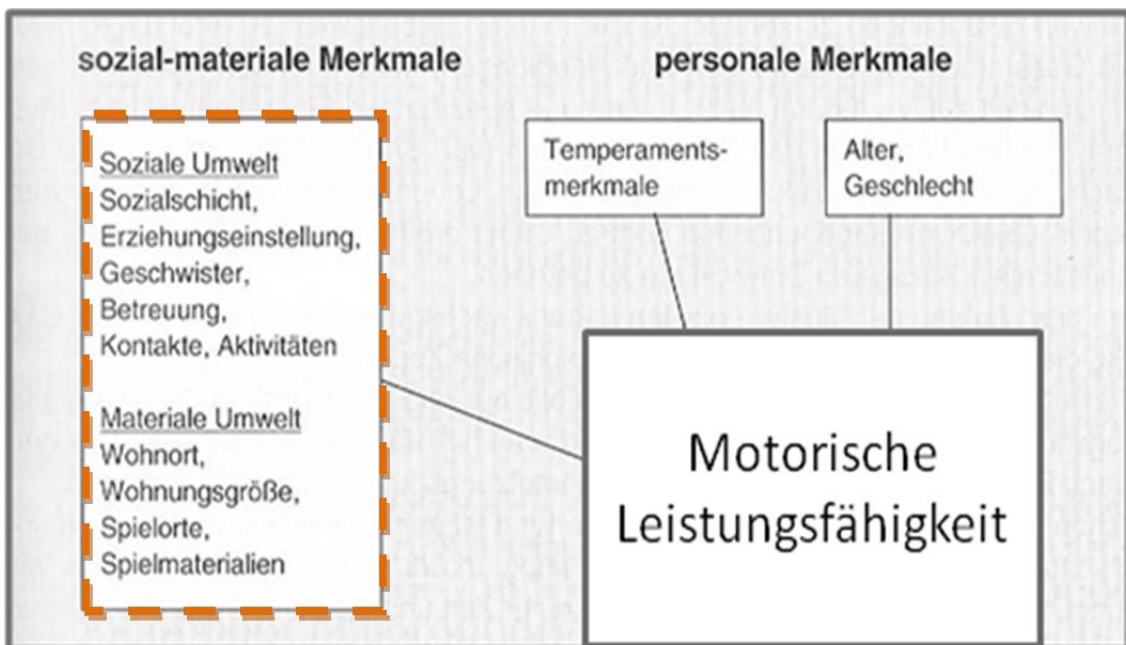 sozial-materiale Merkmale
personale Merkmale
Soziale Umwelt
Sozialschicht,
Erziehungseinstellung,
Geschwister,
Betreuung,
Kontakte, Aktivitäten
Materiale Umwelt
Wohnort,
Wohnungsgröße,
Spielorte,
Spielmaterialien
Temperaments-
merkmale
Alter,
Geschlecht
Motorische
Leistungsfähigkeit